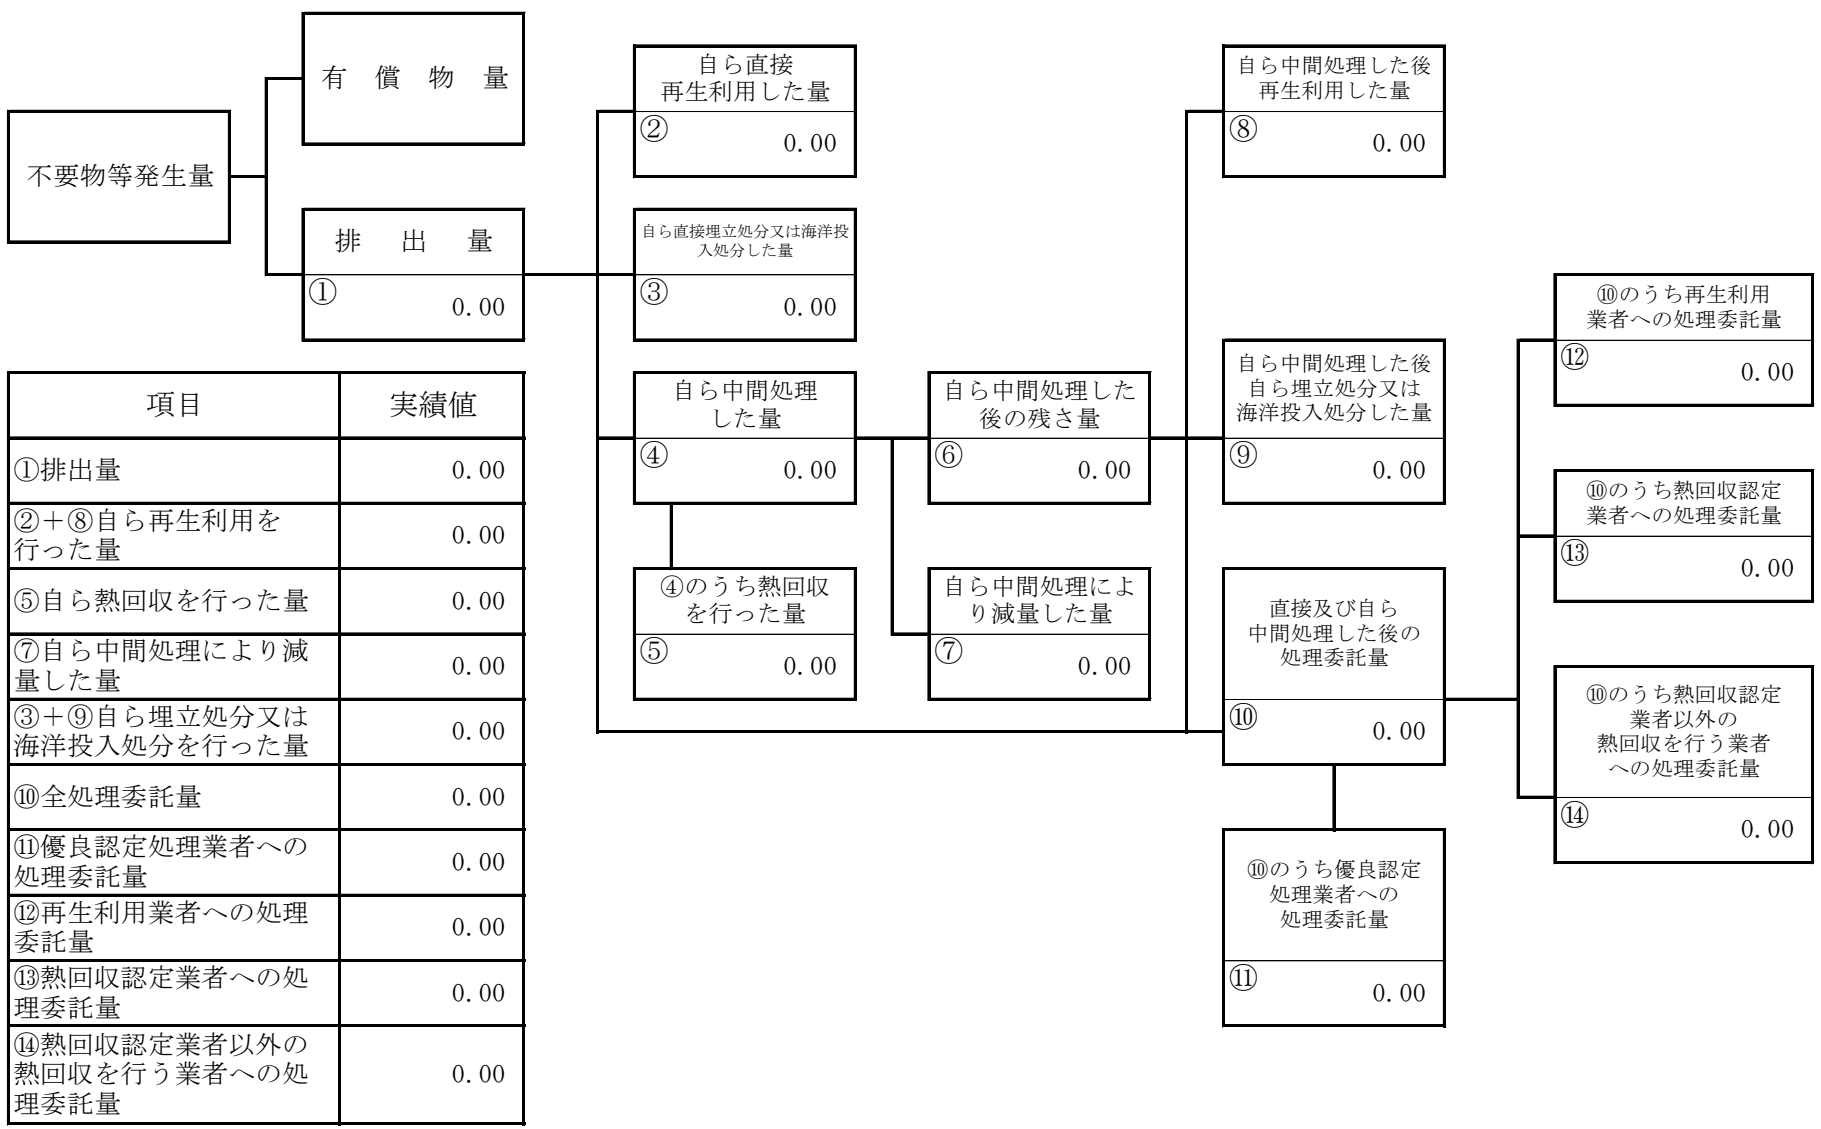 有償物量
不要物等発生量
排出量
①
0.00
自ら直接
再生利用した量
②
0.00
自ら直接埋立処分又は海洋投
入処分した量
③
0.00
自ら中間処理
した量
④
0.00
④のうち熱回収
を行った量
⑤
0.00
自ら中間処理した
後の残さ量
⑥
0.00
自ら中間処理によ
り減量した量
⑦
0.00
自ら中間処理した後
再生利用した量
⑧
0.00
自ら中間処理した後
自ら埋立処分又は
海洋投入処分した量
⑨
0.00
直接及び自ら
中間処理した後の
処理委託量
⑩
0.00
⑩のうち優良認定
処理業者への
処理委託量
⑪
0.00
⑩のうち再生利用
業者への処理委託量
⑫
0.00
⑩のうち熱回収認定
業者への処理委託量
⑬
0.00
⑩のうち熱回収認定
業者以外の
熱回収を行う業者
への処理委託量
⑭
0.00
項目 実績値
①排出量 0.00
②＋⑧自ら再生利用を
行った量 0.00
⑤自ら熱回収を行った量 0.00
⑦自ら中間処理により減
量した量 0.00
③＋⑨自ら埋立処分又は
海洋投入処分を行った量 0.00
⑩全処理委託量 0.00
⑪優良認定処理業者への
処理委託量 0.00
⑫再生利用業者への処理
委託量 0.00
⑬熱回収認定業者への処
理委託量 0.00
⑭熱回収認定業者以外の
熱回収を行う業者への処
理委託量 0.00